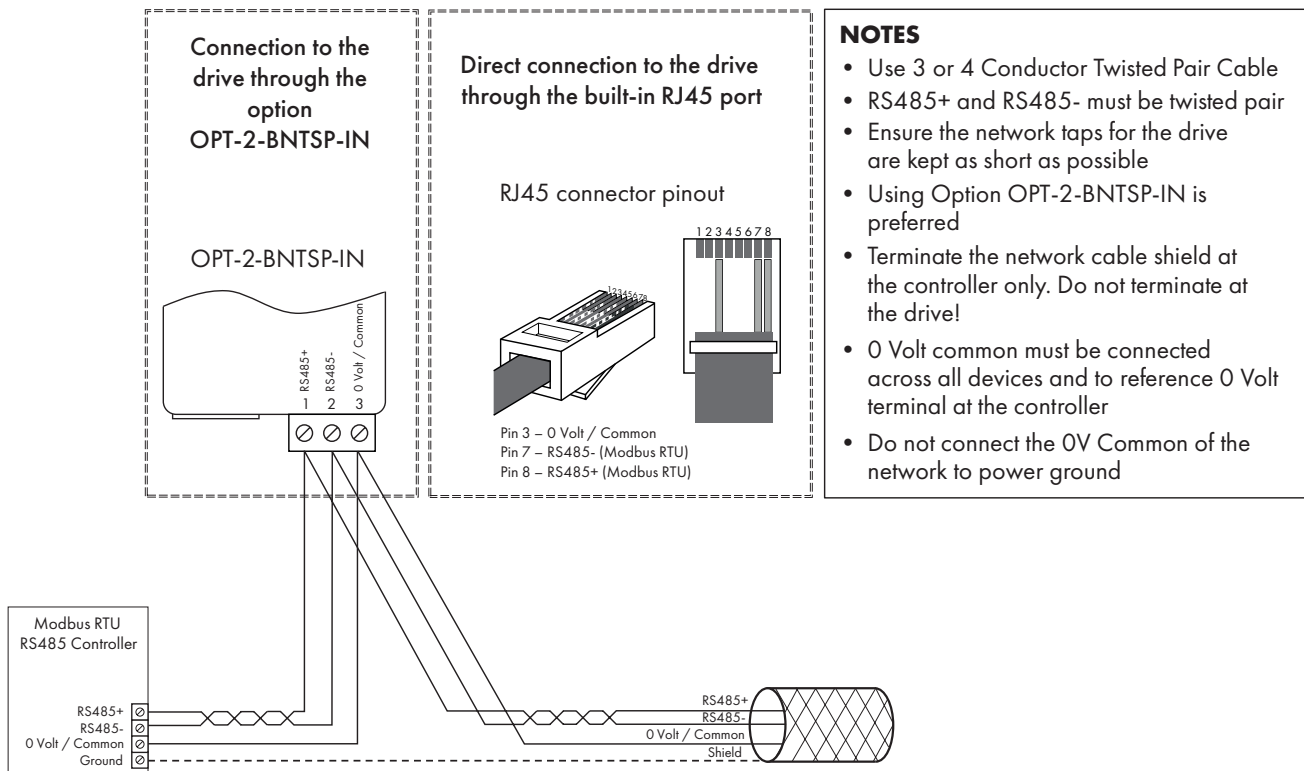 Connection to the
drive through the
option
OPT-2-BNTSP-IN
OPT-2-BNTSP-IN
RS485+
RS485-
0 Volt / Common
1 2 3
Direct connection to the drive
through the built-in RJ45 port
RJ45 connector pinout
12345678
12345678
Pin 3 – 0 Volt / Common
Pin 7 – RS485- (Modbus RTU)
Pin 8 – RS485+ (Modbus RTU)
NOTES
• Use 3 or 4 Conductor Twisted Pair Cable
• RS485+ and RS485- must be twisted pair
• Ensure the network taps for the drive
are kept as short as possible
• Using Option OPT-2-BNTSP-IN is
preferred
• Terminate the network cable shield at
the controller only. Do not terminate at
the drive!
• 0 Volt common must be connected
across all devices and to reference 0 Volt
terminal at the controller
• Do not connect the 0V Common of the
network to power ground
Modbus RTU
RS485 Controller
RS485+
RS485-
0 Volt / Common
Ground
RS485+
RS485-
0 Volt / Common
Shield